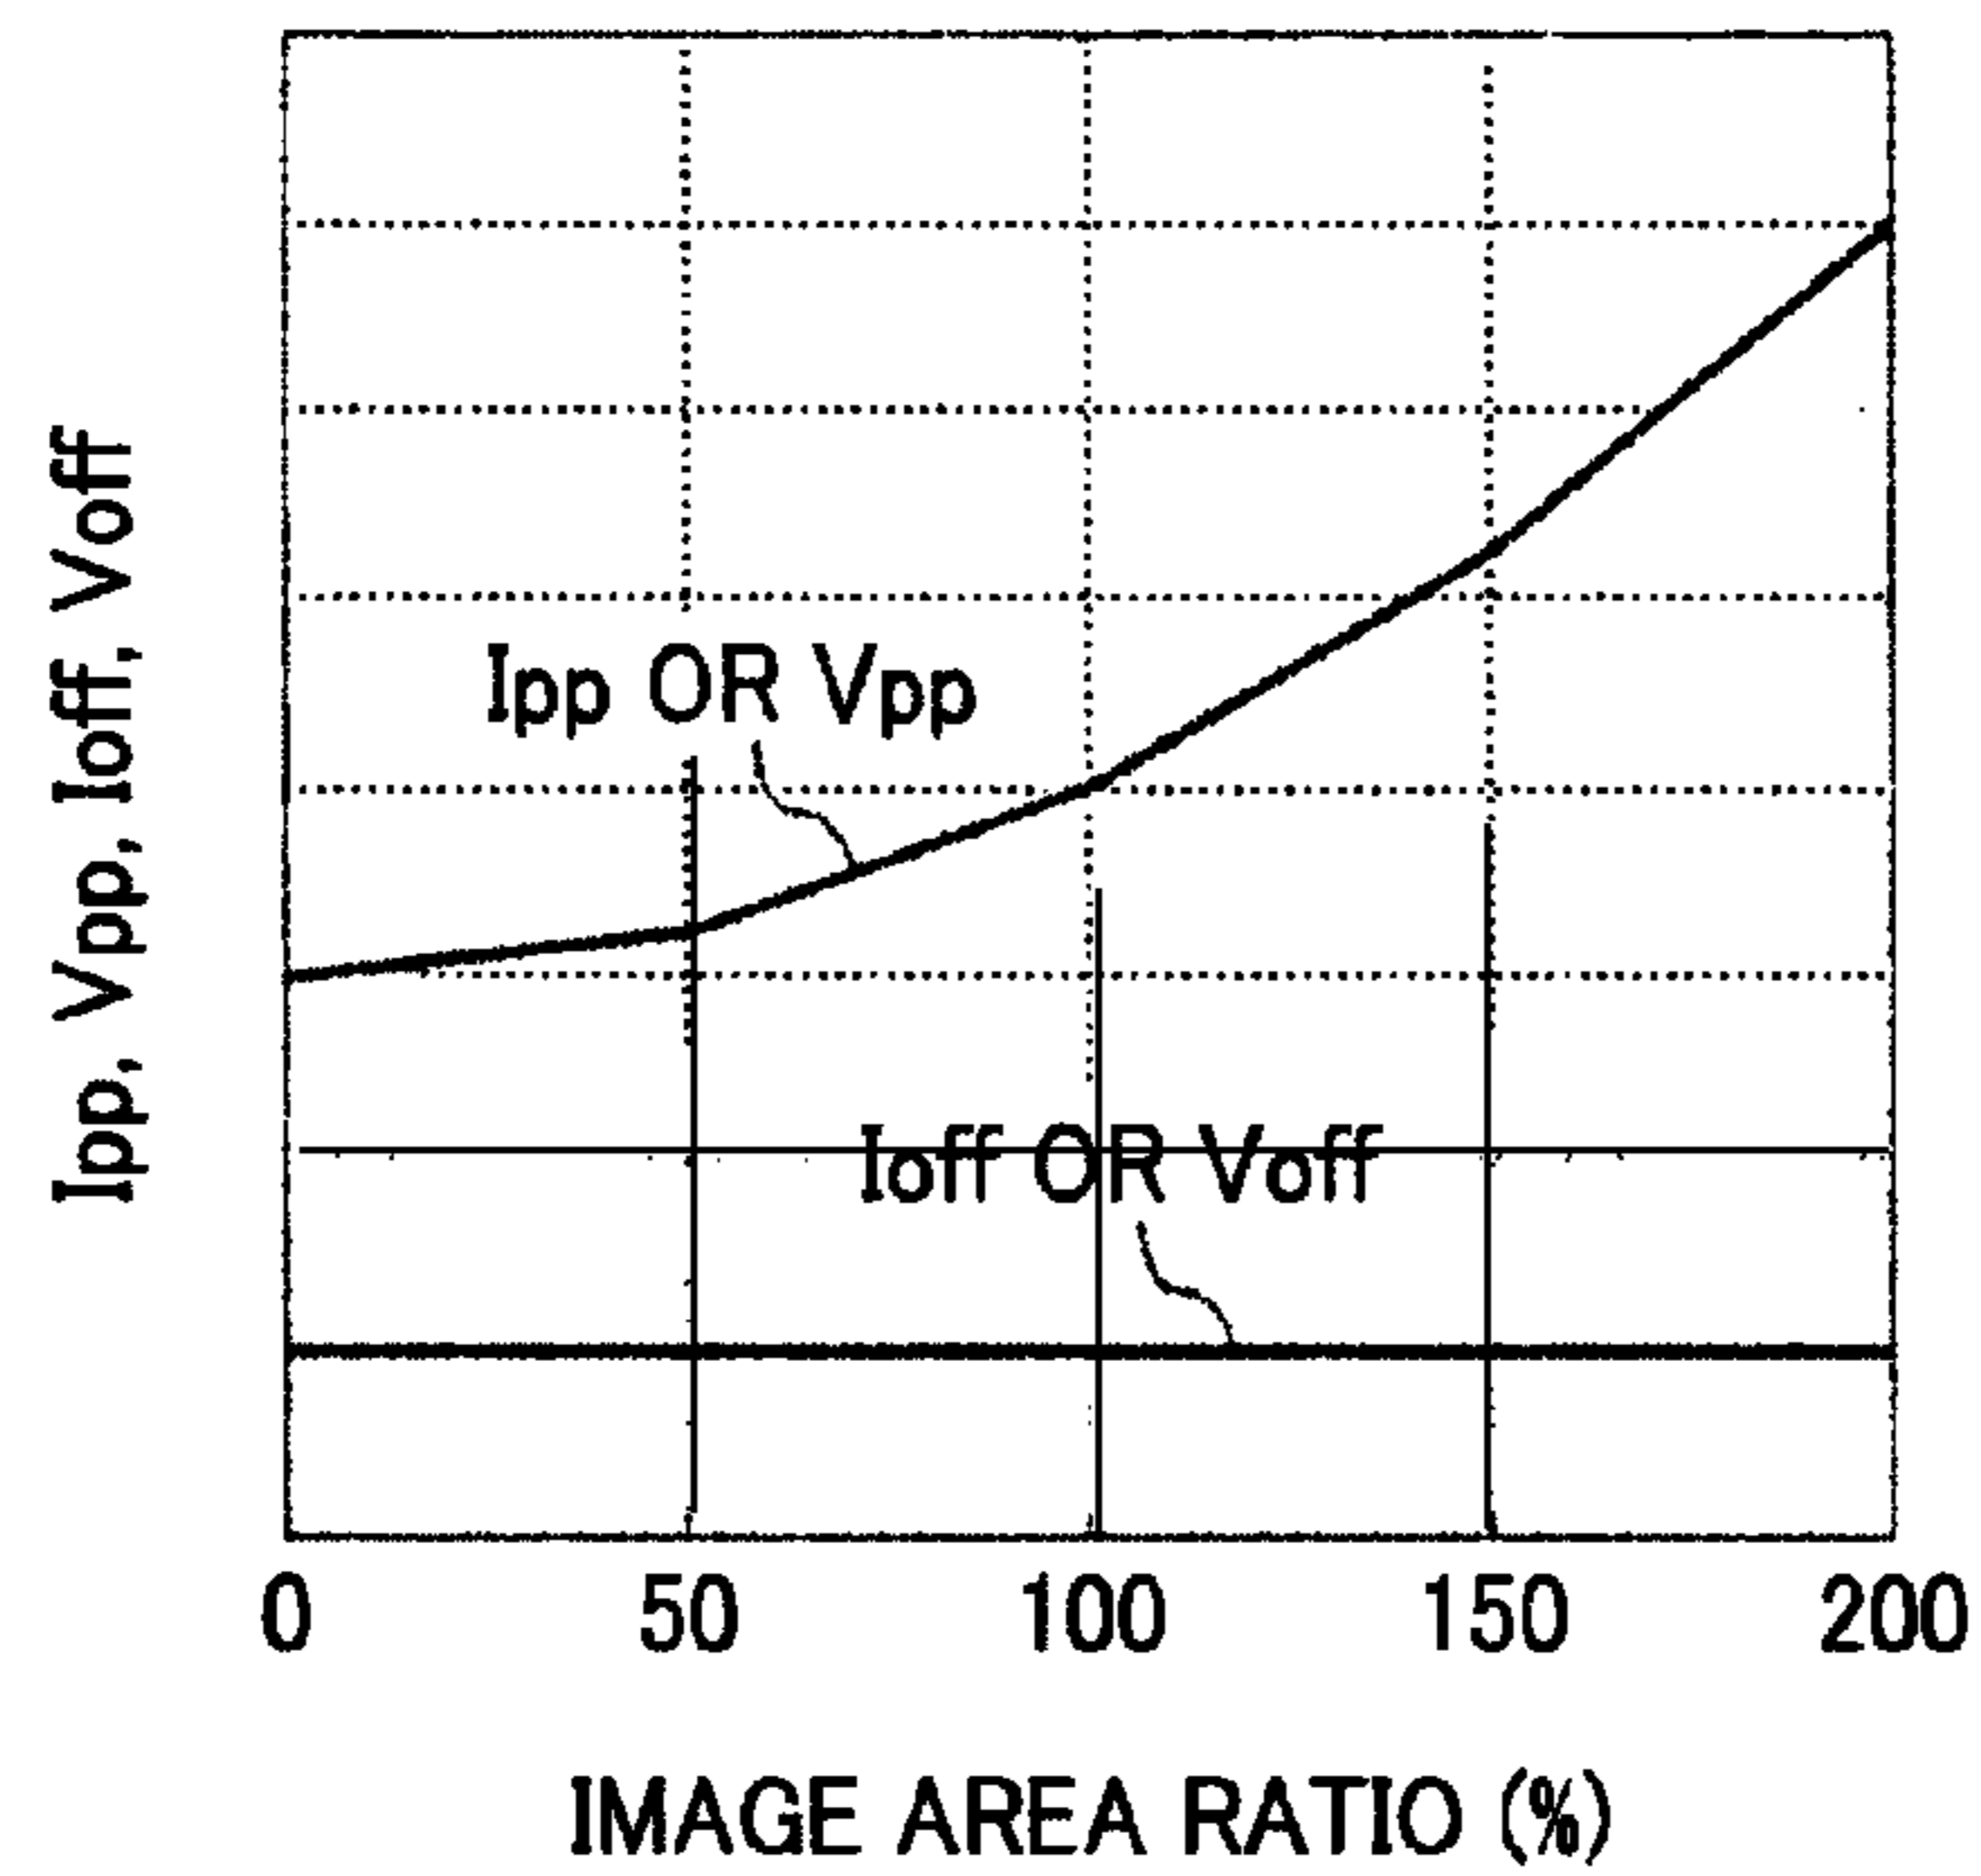 Ipp, Vpp, Ioff, Voff
Ipp OR Vpp
Ioff OR Voff
0 50 100 150 200
IMAGE AREA RATIO (%)